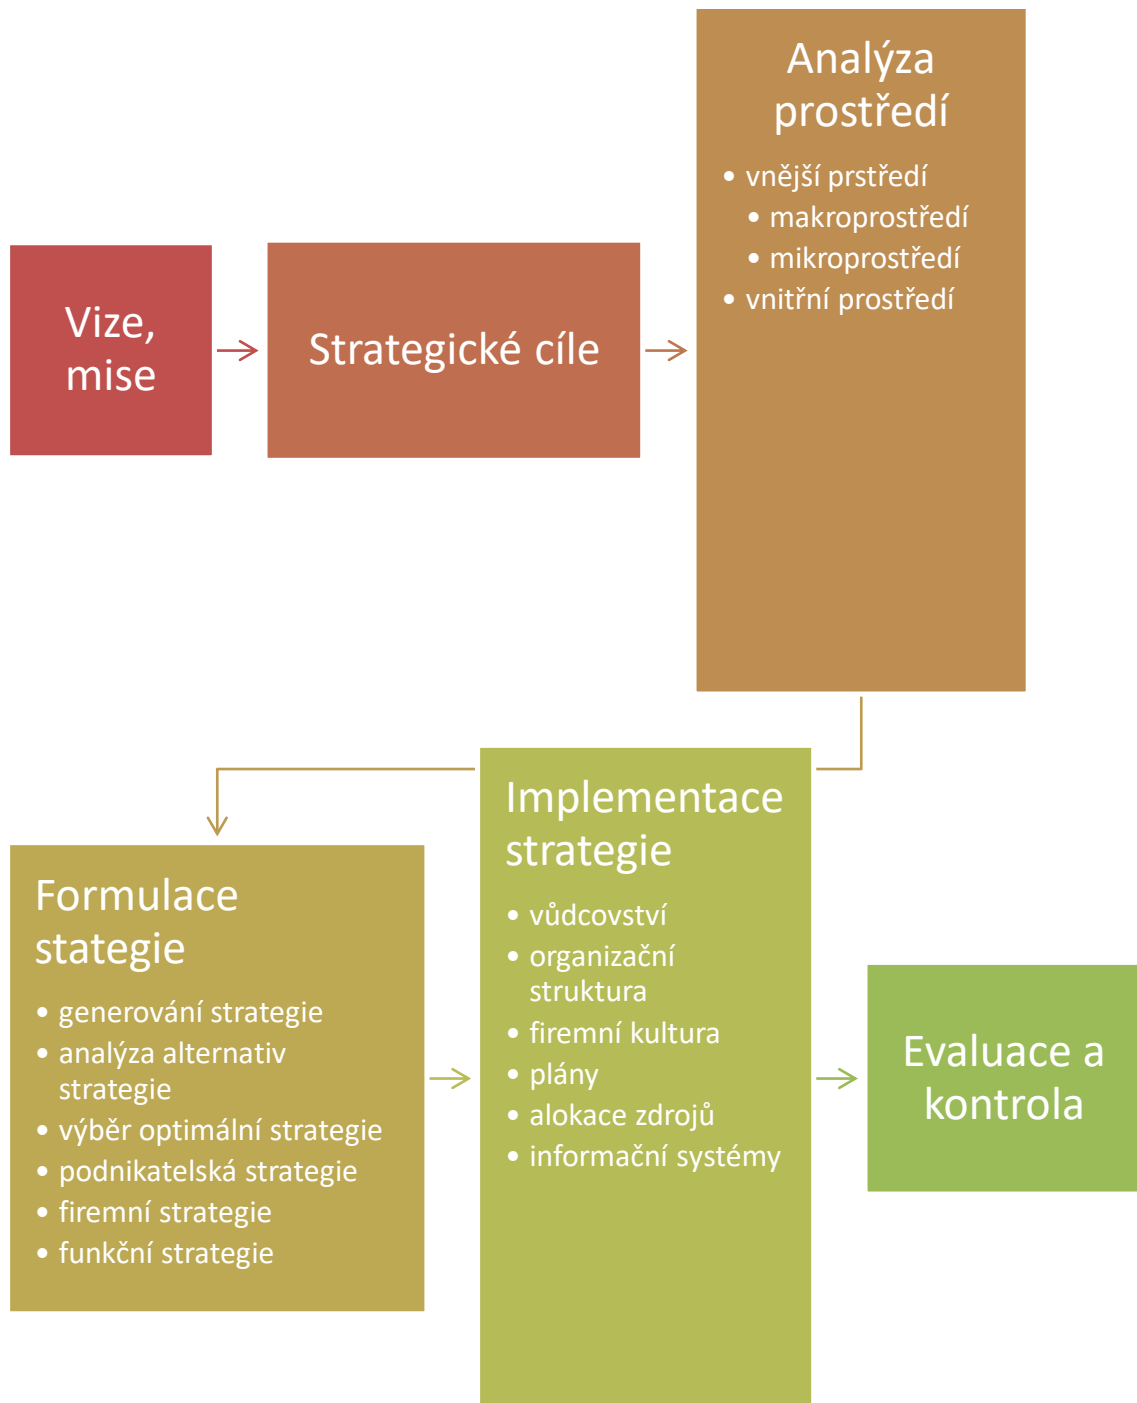 Vize,
mise
Strategické cíle
Analýza
prostředí
• vnější prstředí
• makroprostředí
• mikroprostředí
• vnitřní prostředí
Formulace
stategie
• generování strategie
• analýza alternativ
strategie
• výběr optimální strategie
• podnikatelská strategie
• firemní strategie
• funkční strategie
Implementace
strategie
• vůdcovství
• organizační
struktura
• firemní kultura
• plány
• alokace zdrojů
• informační systémy
Evaluace a
kontrola